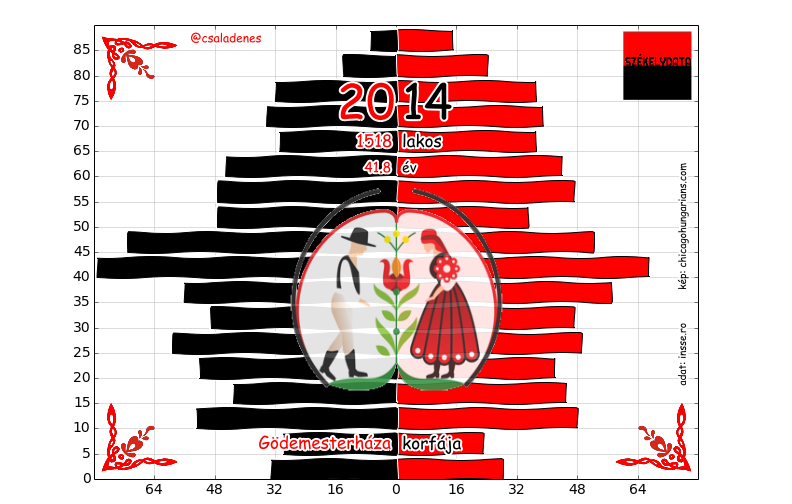 @csaladenes
SZÉKELYDATA
2014
1518 lakos
41.8 év
kép: chicagohungarians.com
adat: insse.ro
Gödemesterháza korfája
85
80
75
70
65
60
55
50
45
40
35
30
25
20
15
10
5
0
64 48 32 16 0 16 32 48 64